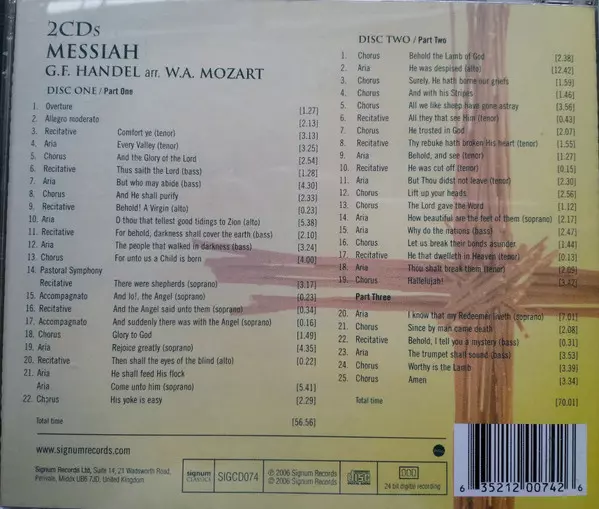 2CDs
MESSIAH
G.F. HANDEL arr. W.A. MOZART
DISC ONE / Part One
1. Overture [1.27]
2. Allegro moderato [2.13]
3. Recitative Comfort ye (tenor) [3.13]
4. Aria Every Valley (tenor) [3.25]
5. Chorus And the Glory of the Lord [2.54]
6. Recitative Thus saith the Lord (bass) [1.28]
7. Aria But who may abide (bass) [4.30]
8. Chorus And He shall purify [2.33]
9. Recitative Behold! A Virgin (alto) [0.23]
10. Aria O thou that tellest good tidings to Zion (alto) [5.38]
11. Recitative For behold, darkness shall cover the earth (bass) [2.10]
12. Aria The people that walked in darkness (bass) [3.24]
13. Chorus For unto us a Child is born [4.00]
14. Pastoral Symphony
Recitative There were shepherds (soprano) [3.17]
15. Accompagnato And lo!, the Angel (soprano) [0.23]
16. Recitative And the Angel said unto them (soprano) [0.34]
17. Accompagnato And suddenly there was with the Angel (soprano) [0.16]
18. Chorus Glory to God [1.49]
19. Aria Rejoice greatly (soprano) [4.35]
20. Recitative Then shall the eyes of the blind (alto) [0.22]
21. Aria He shall feed His flock
Aria Come unto him (soprano) [5.41]
22. Chorus His yoke is easy [2.29]
Total time [56.56]
DISC TWO / Part Two
1. Chorus Behold the Lamb of God [2.38]
2. Aria He was despised (alto) [12.42]
3. Chorus Surely, He hath borne our griefs [1.59]
4. Chorus And with his Stripes [1.46]
5. Chorus All we like sheep have gone astray [3.56]
6. Recitative All they that see Him (tenor) [0.43]
7. Chorus He trusted in God [2.07]
8. Recitative Thy rebuke hath broken His Heart (tenor) [1.55]
9. Aria Behold, and see (tenor) [1.27]
10. Recitative He was cut off (tenor) [0.15]
11. Aria But Thou didst not leave (tenor) [2.30]
12. Chorus Lift up your heads [2.56]
13. Chorus The Lord gave the Word [1.12]
14. Aria How beautiful are the feet of them (soprano) [2.17]
15. Aria Why do the nations (bass) [2.47]
16. Chorus Let us break their bonds asunder [1.44]
17. Recitative He that dwelleth in Heaven (tenor) [0.13]
18. Aria Thou shalt break them (tenor) [2.09]
19. Chorus Hallelujah! [3.42]
Part Three
20. Aria I know that my Redeemer liveth (soprano) [7.01]
21. Chorus Since by man came death [2.08]
22. Recitative Behold, I tell you a mystery (bass) [0.31]
23. Aria The trumpet shall sound (bass) [3.53]
24. Chorus Worthy is the Lamb [3.39]
25. Chorus Amen [3.34]
Total time [70.01]
www.signumrecords.com
Signum Records Ltd, Suite 14, 21 Wadsworth Road,
Perivale, Middx UB6 7JD, United Kingdom
signum
CLASSICS
SIGCD074
℗ 2006 Signum Records
© 2006 Signum Records
disc
DDD
24 bit digital recording
6 35212 00742 6